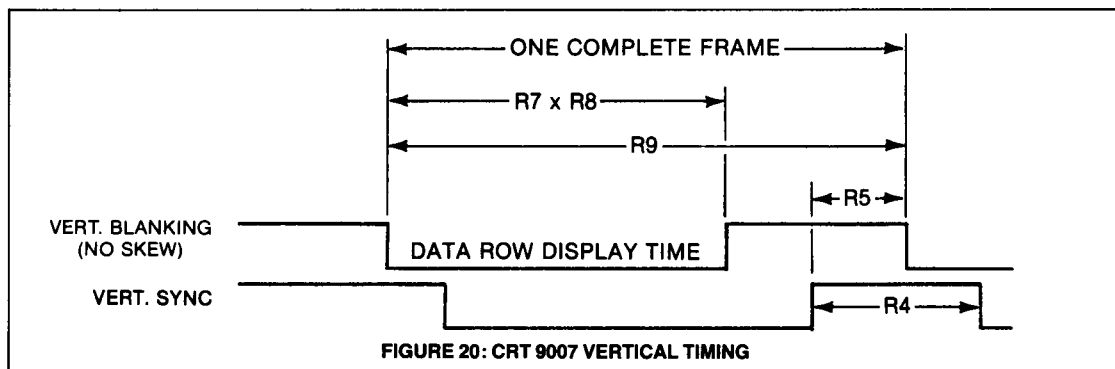 ONE COMPLETE FRAME
R7 x R8
R9
R5
VERT. BLANKING
(NO SKEW)
DATA ROW DISPLAY TIME
VERT. SYNC
R4
FIGURE 20: CRT 9007 VERTICAL TIMING